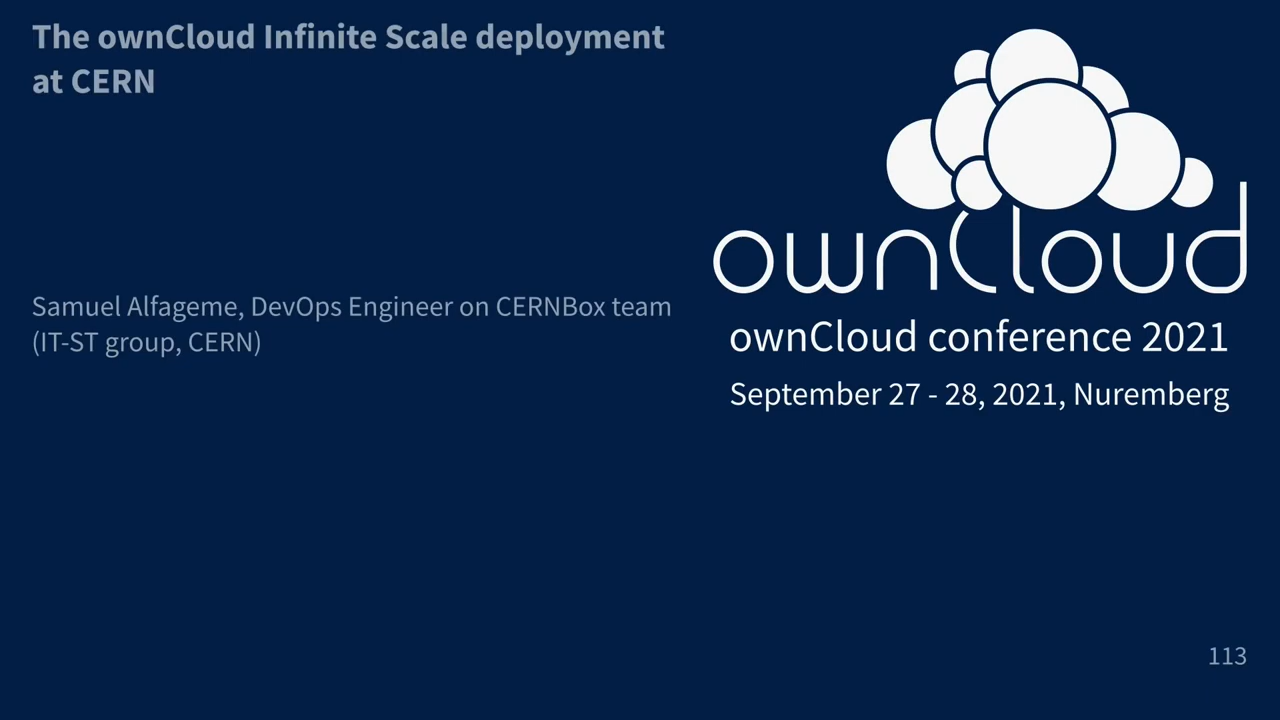 The ownCloud Infinite Scale deployment
at CERN
Samuel Alfageme, DevOps Engineer on CERNBox team
(IT-ST group, CERN)
ownCloud
ownCloud conference 2021
September 27 - 28, 2021, Nuremberg
113